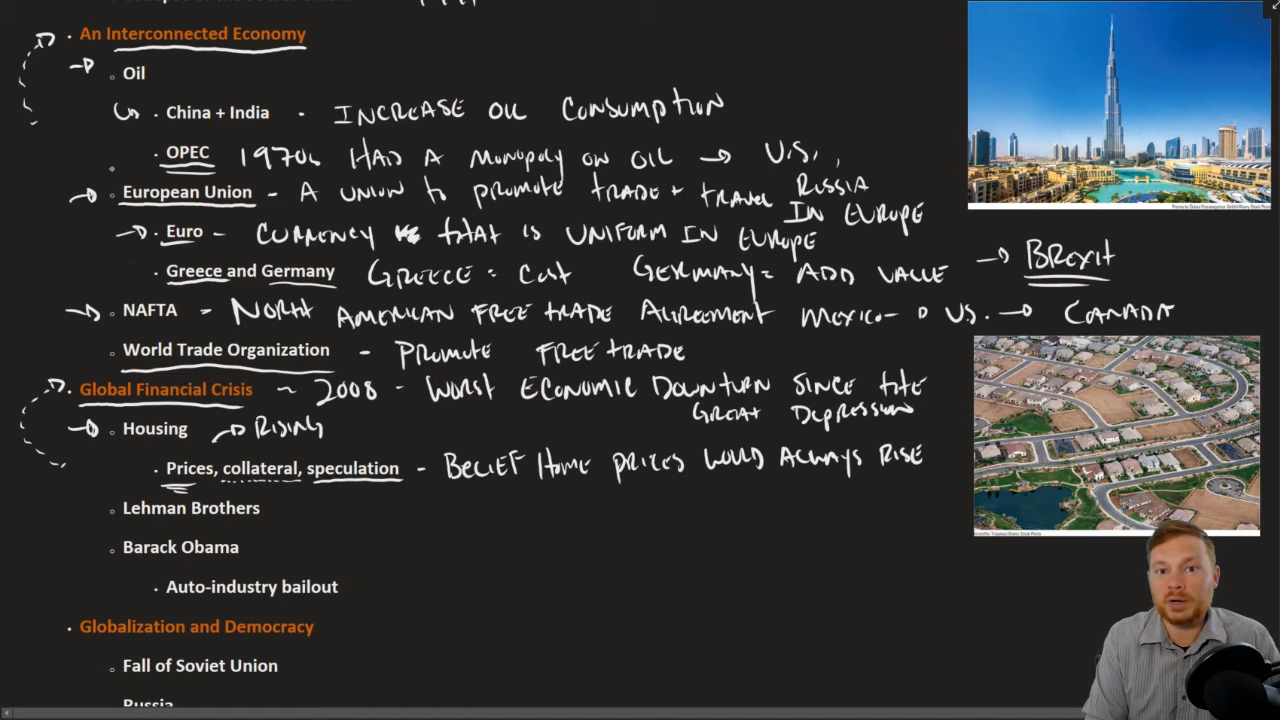 An Interconnected Economy
Oil
China + India • INCREASE OIL CONSUMPTION
OPEC 1970s HAD A MONOPOLY ON OIL → U.S., RUSSIA
European Union - A UNION to PROMOTE TRADE + TRAVEL IN EUROPE
Euro - CURRENCY THAT IS UNIFORM IN EUROPE
Greece and Germany GREECE = COST GERMANY = ADD VALUE → BREXIT
NAFTA - NORTH AMERICAN FREE TRADE AGREEMENT MEXICO → U.S. → CANADA
World Trade Organization - PROMOTE FREE TRADE
Global Financial Crisis ~ 2008 - WORST ECONOMIC DOWNTURN SINCE THE GREAT DEPRESSION
Housing → RISING
Prices, collateral, speculation - BELIEF HOME PRICES WOULD ALWAYS RISE
Lehman Brothers
Barack Obama
Auto-industry bailout
Globalization and Democracy
Fall of Soviet Union
Russia